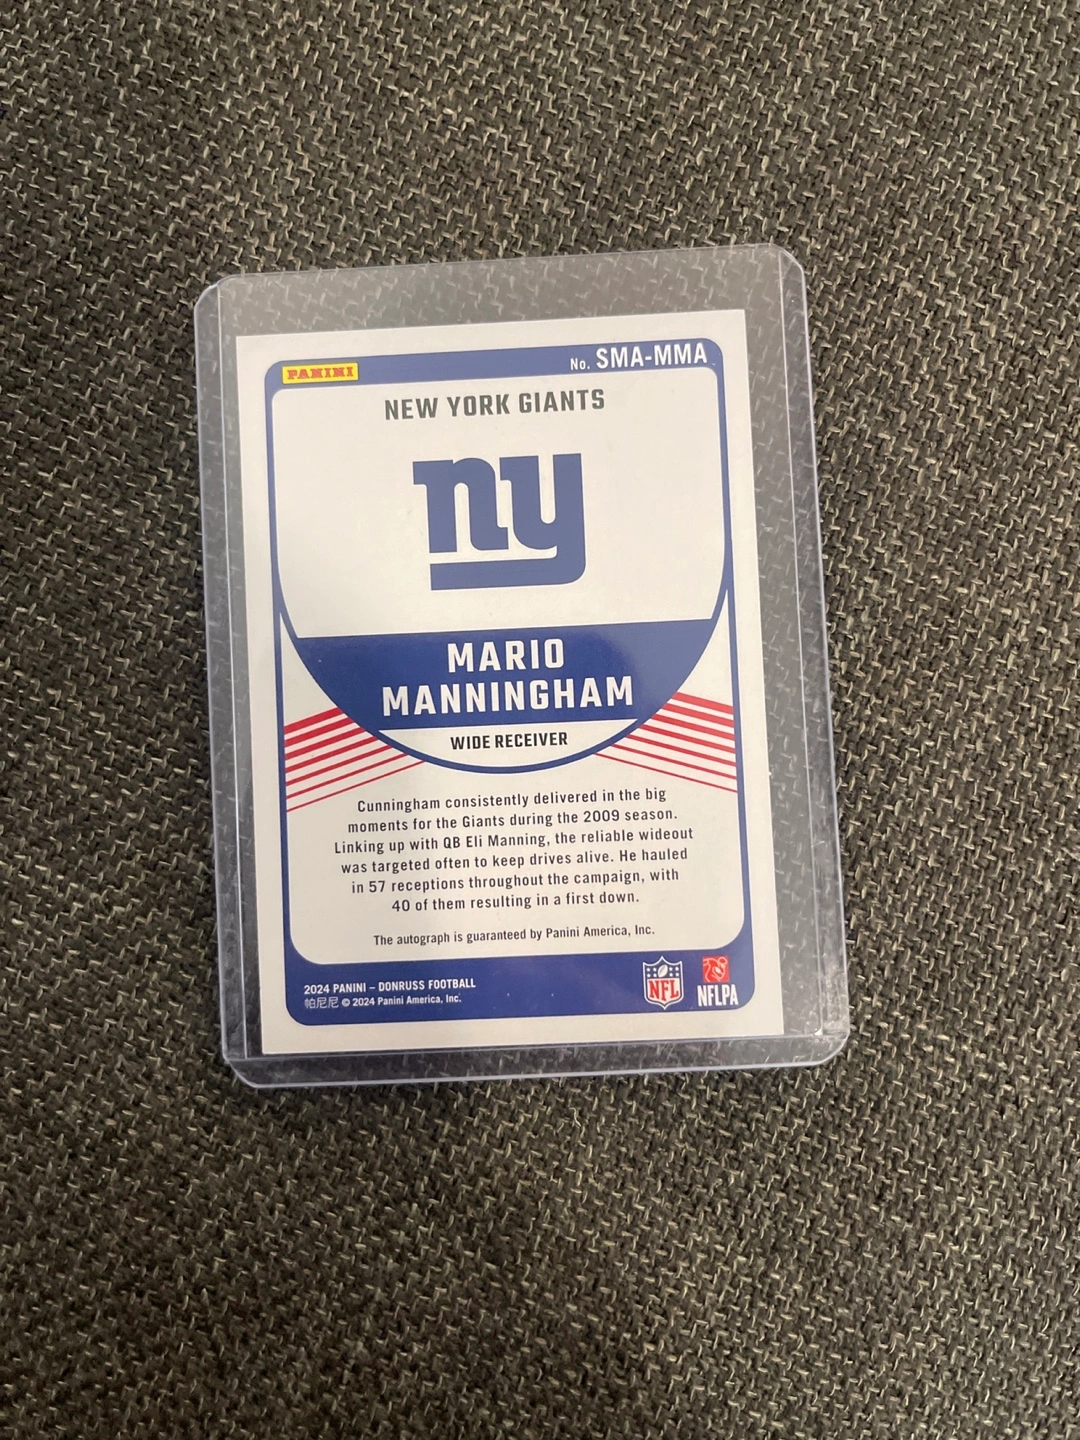 PANINI
No. SMA-MMA
NEW YORK GIANTS
ny
MARIO
MANNINGHAM
WIDE RECEIVER
Cunningham consistently delivered in the big
moments for the Giants during the 2009 season.
Linking up with QB Eli Manning, the reliable wideout
was targeted often to keep drives alive. He hauled
in 57 receptions throughout the campaign, with
40 of them resulting in a first down.
The autograph is guaranteed by Panini America, Inc.
2024 PANINI – DONRUSS FOOTBALL
帕尼尼 © 2024 Panini America, Inc.
NFL
NFLPA